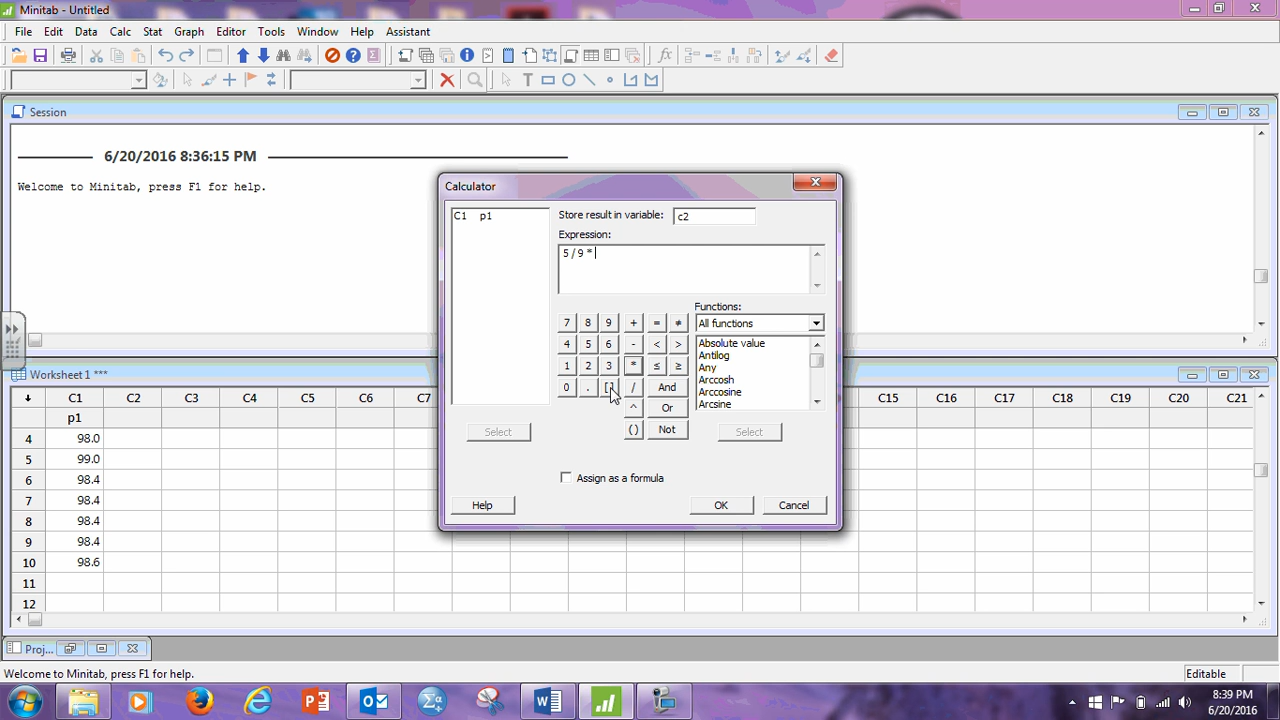 Minitab - Untitled
File Edit Data Calc Stat Graph Editor Tools Window Help Assistant
Session
6/20/2016 8:36:15 PM
Welcome to Minitab, press F1 for help.
Calculator
C1 p1
Store result in variable: c2
Expression:
5 / 9 *
Functions:
7 8 9 + = ≠ All functions
4 5 6 - < > Absolute value
Antilog
1 2 3 * ≤ ≥ Any
Arccosh
0 . [ ] / And Arccosine
^ Or Arcsine
Select ( ) Not Select
Assign as a formula
Help OK Cancel
Worksheet 1 ***
C1 C2 C3 C4 C5 C6 C7 C15 C16 C17 C18 C19 C20 C21
p1
4 98.0
5 99.0
6 98.4
7 98.4
8 98.4
9 98.4
10 98.6
11
12
Proj...
Welcome to Minitab, press F1 for help. Editable
8:39 PM
6/20/2016